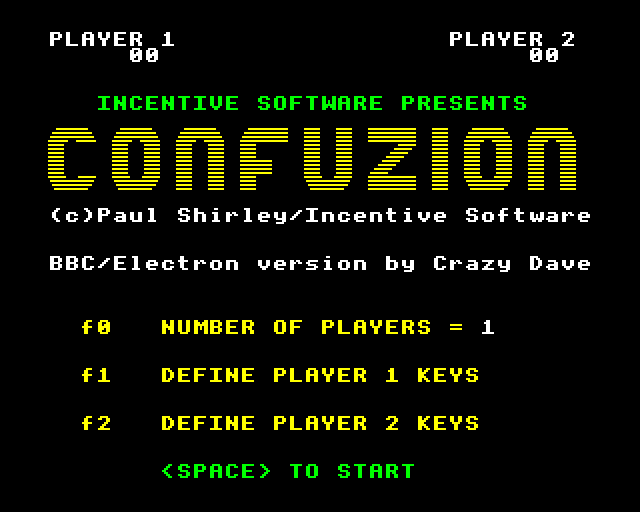 PLAYER 1 PLAYER 2
00 00
INCENTIVE SOFTWARE PRESENTS
CONFUZION
(c)Paul Shirley/Incentive Software
BBC/Electron version by Crazy Dave
f0 NUMBER OF PLAYERS = 1
f1 DEFINE PLAYER 1 KEYS
f2 DEFINE PLAYER 2 KEYS
<SPACE> TO START